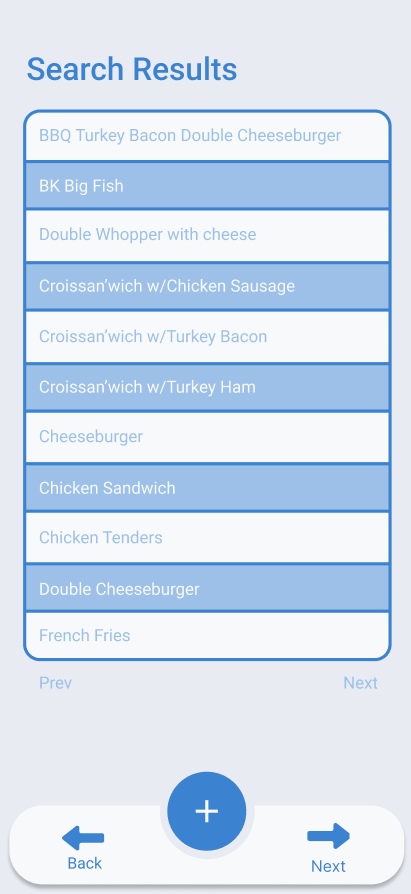 Search Results
BBQ Turkey Bacon Double Cheeseburger
BK Big Fish
Double Whopper with cheese
Croissan’wich w/Chicken Sausage
Croissan’wich w/Turkey Bacon
Croissan’wich w/Turkey Ham
Cheeseburger
Chicken Sandwich
Chicken Tenders
Double Cheeseburger
French Fries
Prev Next
+
Back Next